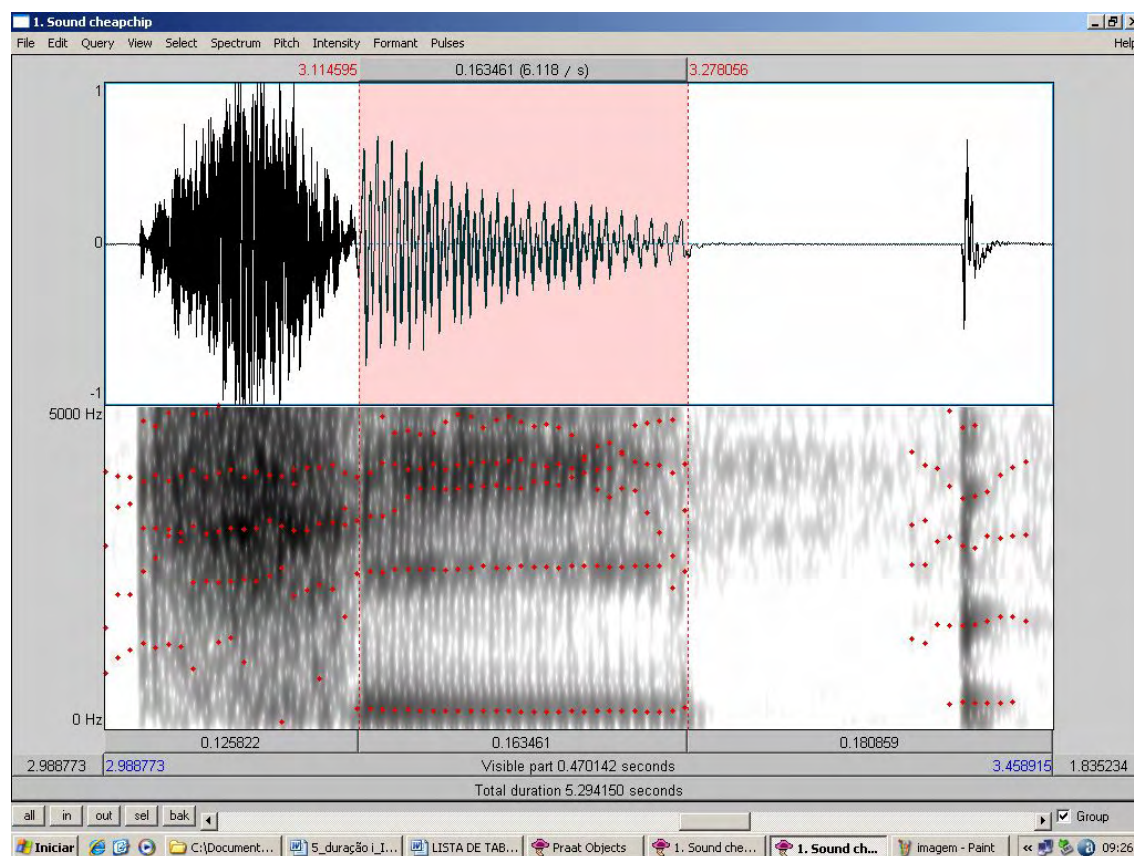 1. Sound cheapchip
File Edit Query View Select Spectrum Pitch Intensity Formant Pulses Help
3.114595 0.163461 (6.118 / s) 3.278056
1
0
-1
5000 Hz
0 Hz
0.125822 0.163461 0.180859
2.988773 2.988773 Visible part 0.470142 seconds 3.458915 1.835234
Total duration 5.294150 seconds
all in out sel bak Group
Iniciar C:\Document... 5_duração i_I... LISTA DE TAB... Praat Objects 1. Sound che... 1. Sound ch... imagem - Paint « 09:26